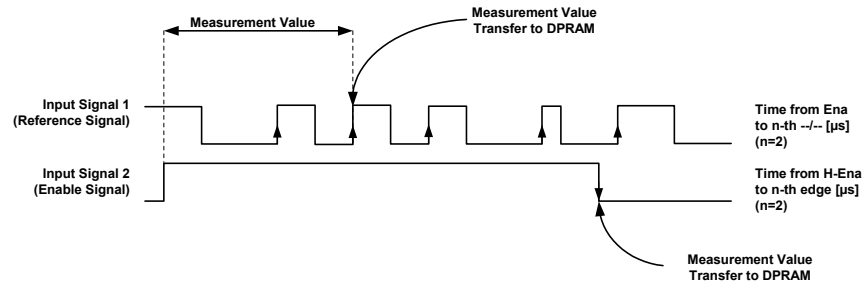 Measurement Value
Measurement Value
Transfer to DPRAM
Input Signal 1
(Reference Signal)
Time from Ena
to n-th --/-- [µs]
(n=2)
Input Signal 2
(Enable Signal)
Time from H-Ena
to n-th edge [µs]
(n=2)
Measurement Value
Transfer to DPRAM